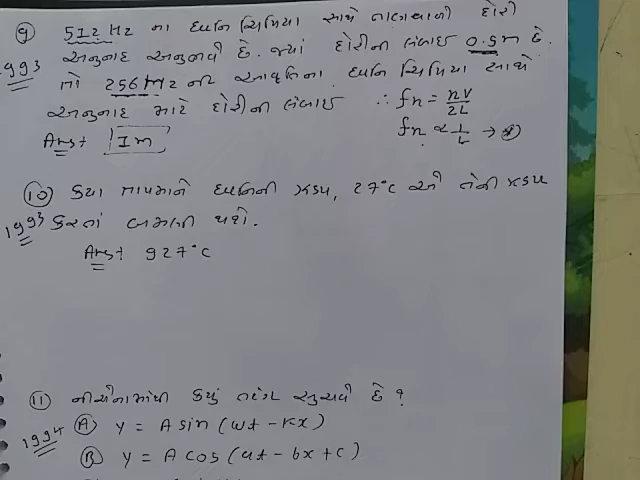 ⑨ 512 Hz ના ધ્વનિ ચિપિયા સાથે તણાવવાળી દોરી
1993 અનુનાદ અનુભવી છે. જ્યાં દોરીની લંબાઇ 0.5m છે.
તો 256 Hz ની આવૃતિના ધ્વનિ ચિપિયા સાથે
અનુનાદ માટે દોરીની લંબાઇ ∴ fn = nV/2L
Ans→ 1m fn ∝ 1/L →
⑩ કયા તાપમાને ધ્વનિની ઝડપ, 27°C એ તેની ઝડપ
1993 કરતાં બમણી થશે.
Ans→ 927°C
⑪ નીચેનામાંથી કયું તરંગ રજુ છે ?
1994 Ⓐ y = A sin (ωt - kx)
Ⓑ y = A cos (at - bx + c)